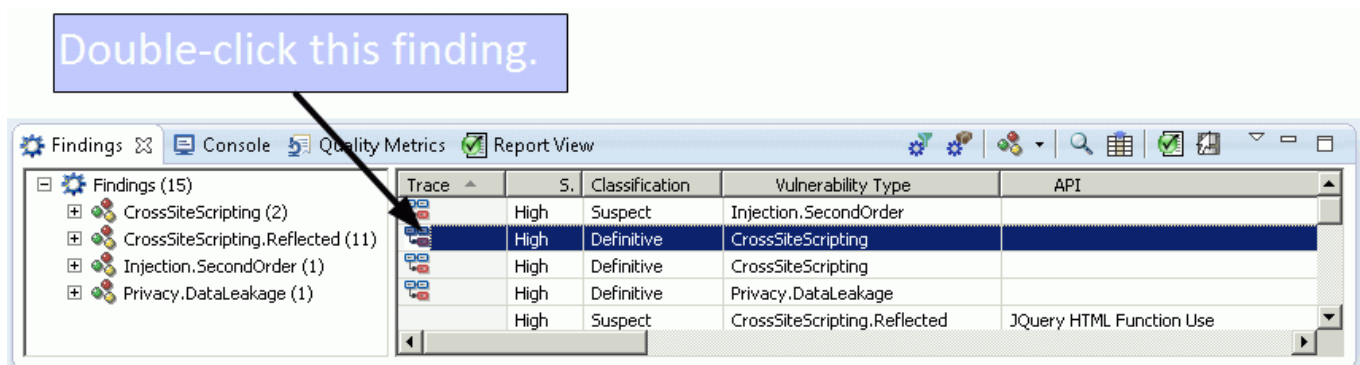 Double-click this finding.
Findings Console Quality Metrics Report View
Findings (15)
CrossSiteScripting (2)
CrossSiteScripting.Reflected (11)
Injection.SecondOrder (1)
Privacy.DataLeakage (1)
Trace S. Classification Vulnerability Type API
High Suspect Injection.SecondOrder
High Definitive CrossSiteScripting
High Definitive CrossSiteScripting
High Definitive Privacy.DataLeakage
High Suspect CrossSiteScripting.Reflected JQuery HTML Function Use